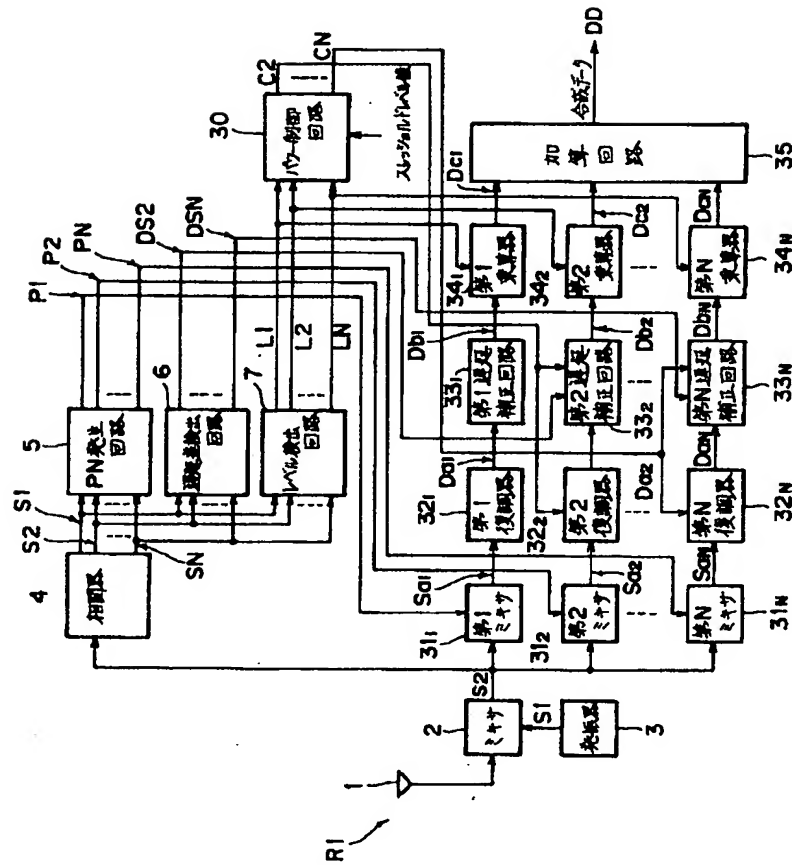 P1
P2
PN
DS2
DSN
5
PN発生
回路
6
遅延差検出
回路
7
レベル検出
回路
L1
L2
LN
30
パワー制御
回路
C2
CN
スレッショルドレベル値
4
相関器
S1
S2
SN
35
加算
回路
合成データ
DD
Dc1
Dc2
DcN
341
第1
乗算器
342
第2
乗算器
34N
第N
乗算器
Db1
Db2
DbN
331
第1遅延
補正回路
332
第2遅延
補正回路
33N
第N遅延
補正回路
Da1
Da2
DaN
321
第1
復調器
322
第2
復調器
32N
第N
復調器
Sa1
Sa2
SaN
311
第1
ミキサ
312
第2
ミキサ
31N
第N
ミキサ
S2
2
ミキサ
S1
発振器
3
1
R1